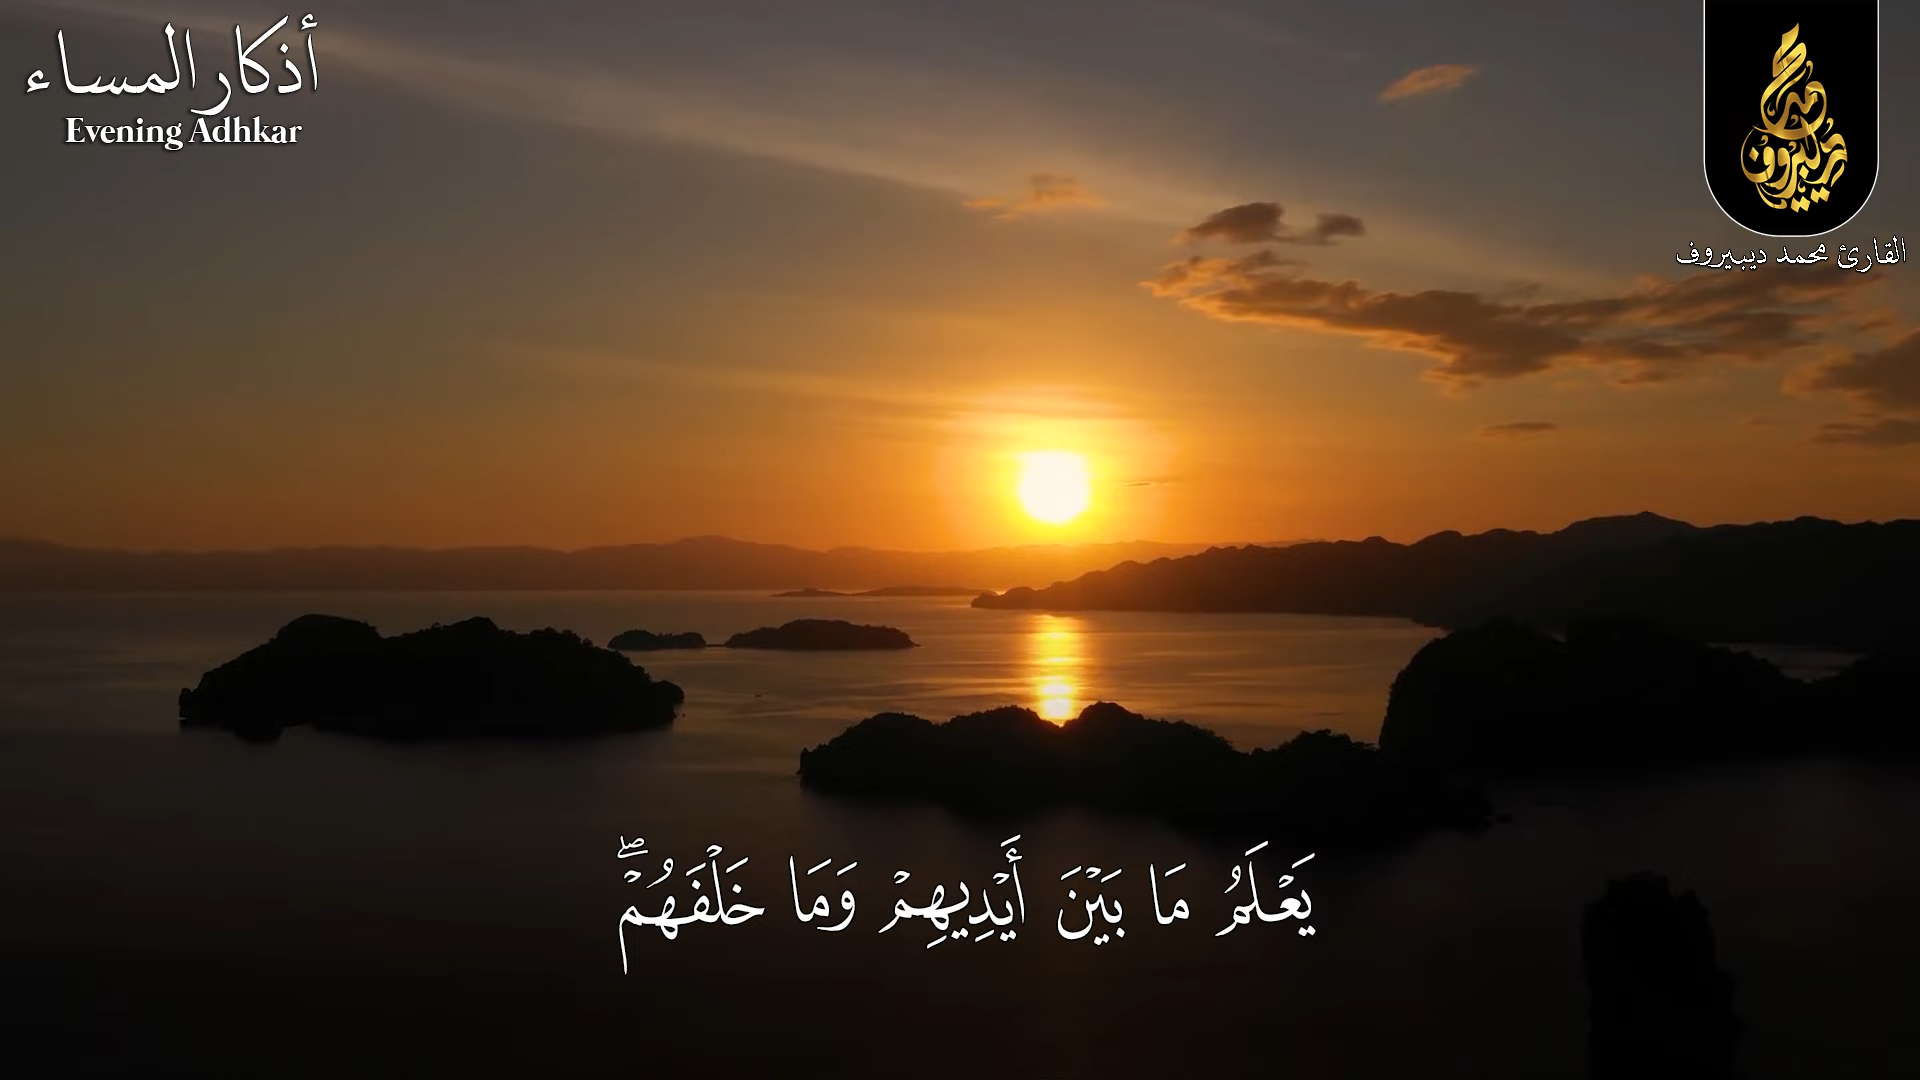 أذكار المساء
Evening Adhkar
القارئ محمد ديبيروف
يَعۡلَمُ مَا بَيۡنَ أَيۡدِيهِمۡ وَمَا خَلۡفَهُمۡۖ